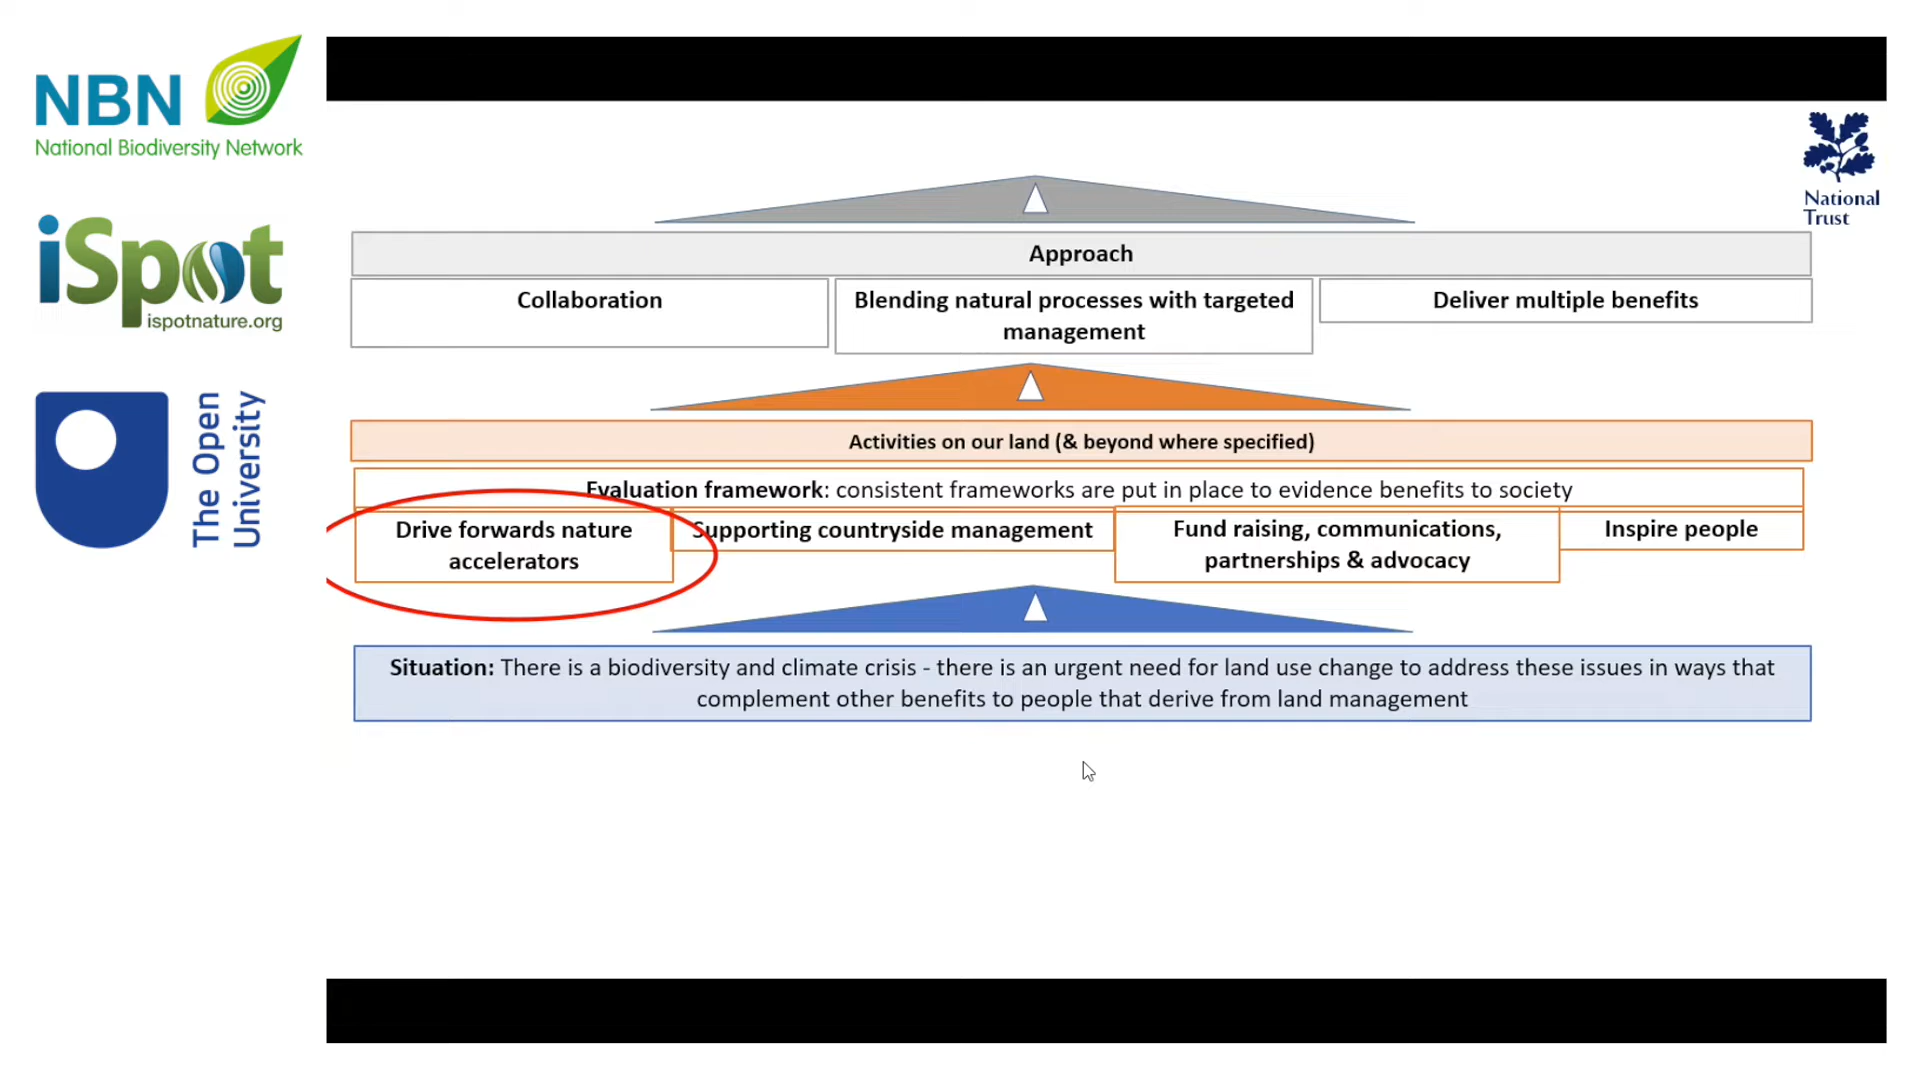 NBN
National Biodiversity Network
iSpot
ispotnature.org
The Open
University
National
Trust
Approach
Collaboration
Blending natural processes with targeted
management
Deliver multiple benefits
Activities on our land (& beyond where specified)
Evaluation framework: consistent frameworks are put in place to evidence benefits to society
Drive forwards nature
accelerators
Supporting countryside management
Fund raising, communications,
partnerships & advocacy
Inspire people
Situation: There is a biodiversity and climate crisis - there is an urgent need for land use change to address these issues in ways that
complement other benefits to people that derive from land management